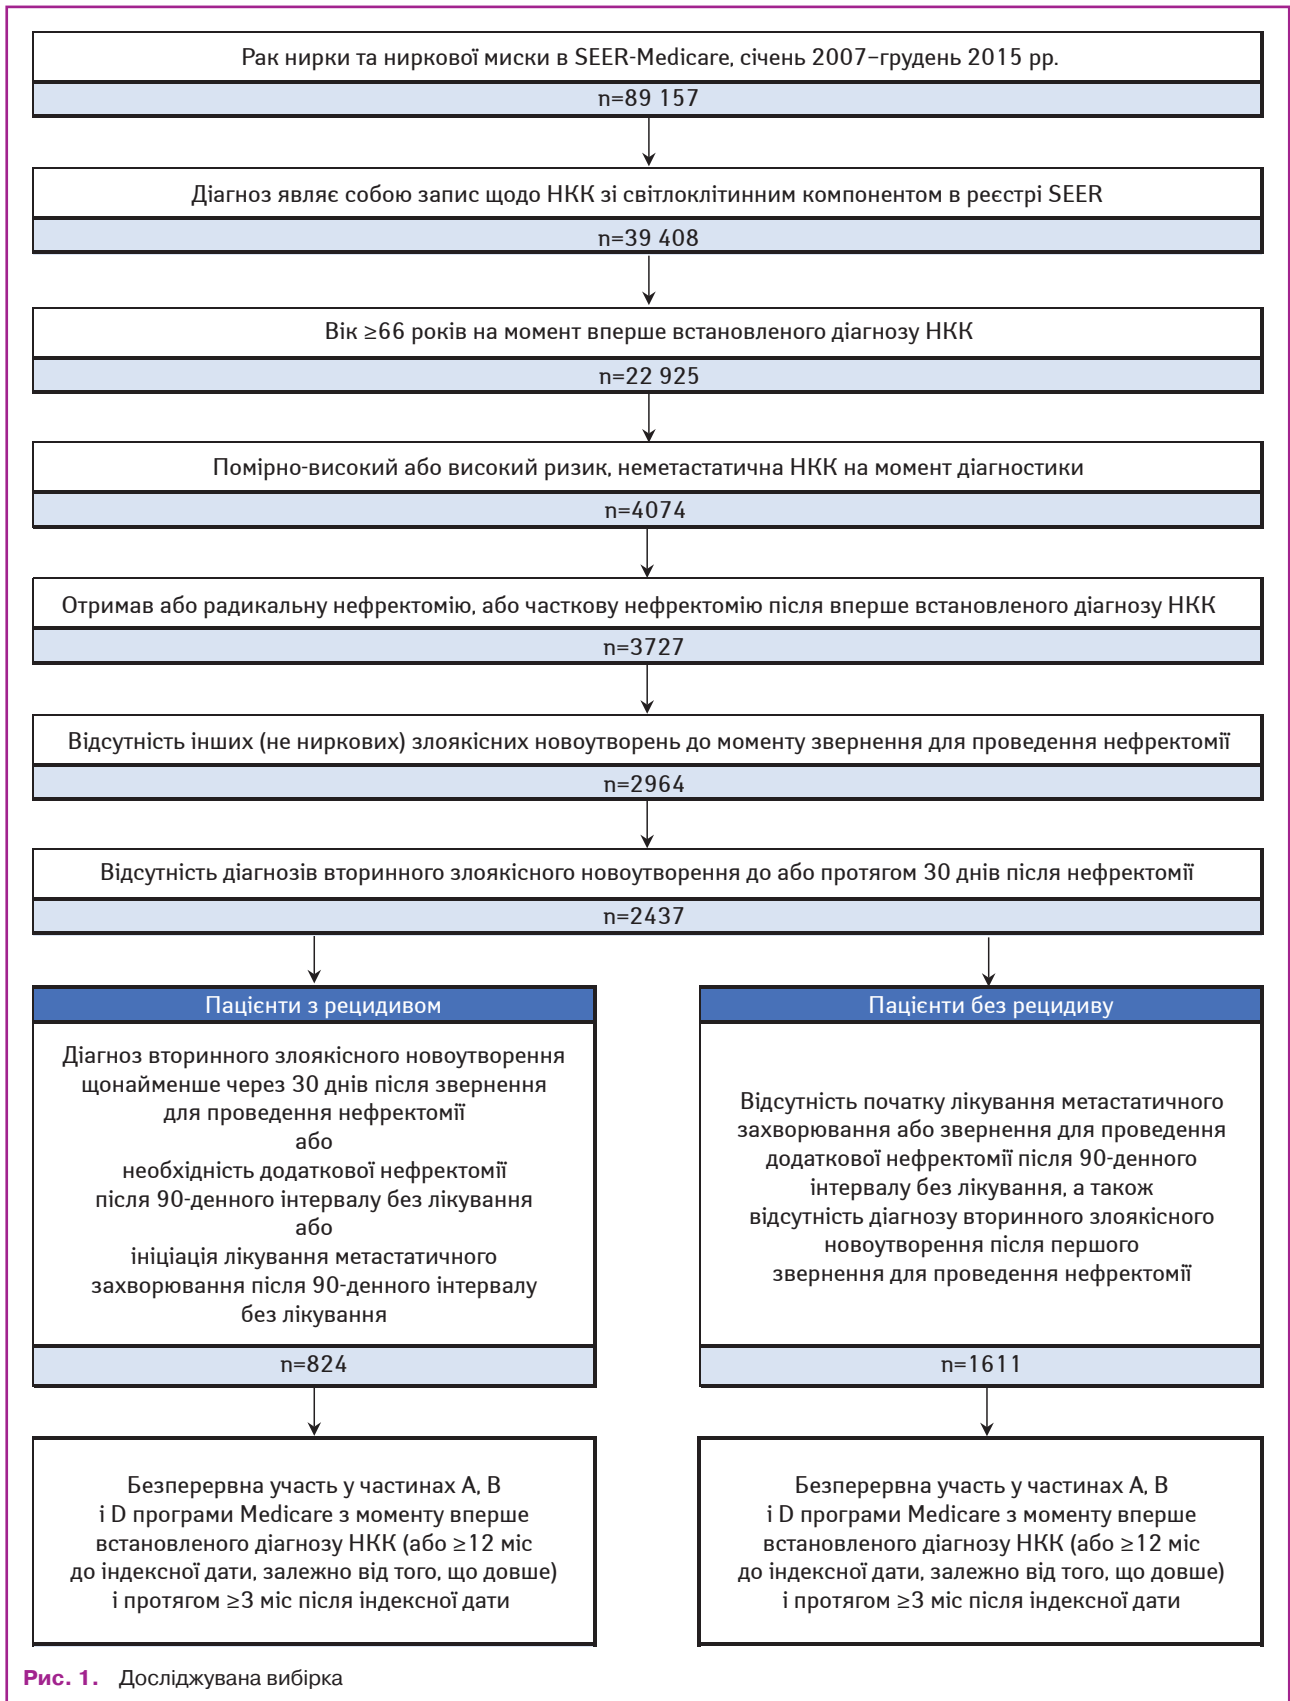 Рак нирки та ниркової миски в SEER-Medicare, січень 2007–грудень 2015 рр.
n=89 157
Діагноз являє собою запис щодо НКК зі світлоклітинним компонентом в реєстрі SEER
n=39 408
Вік ≥66 років на момент вперше встановленого діагнозу НКК
n=22 925
Помірно-високий або високий ризик, неметастатична НКК на момент діагностики
n=4074
Отримав або радикальну нефректомію, або часткову нефректомію після вперше встановленого діагнозу НКК
n=3727
Відсутність інших (не ниркових) злоякісних новоутворень до моменту звернення для проведення нефректомії
n=2964
Відсутність діагнозів вторинного злоякісного новоутворення до або протягом 30 днів після нефректомії
n=2437
Пацієнти з рецидивом
Діагноз вторинного злоякісного новоутворення
щонайменше через 30 днів після звернення
для проведення нефректомії
або
необхідність додаткової нефректомії
після 90-денного інтервалу без лікування
або
ініціація лікування метастатичного
захворювання після 90-денного інтервалу
без лікування
n=824
Безперервна участь у частинах A, B
і D програми Medicare з моменту вперше
встановленого діагнозу НКК (або ≥12 міс
до індексної дати, залежно від того, що довше)
і протягом ≥3 міс після індексної дати
Пацієнти без рецидиву
Відсутність початку лікування метастатичного
захворювання або звернення для проведення
додаткової нефректомії після 90-денного
інтервалу без лікування, а також
відсутність діагнозу вторинного злоякісного
новоутворення після першого
звернення для проведення нефректомії
n=1611
Безперервна участь у частинах A, B
і D програми Medicare з моменту вперше
встановленого діагнозу НКК (або ≥12 міс
до індексної дати, залежно від того, що довше)
і протягом ≥3 міс після індексної дати
Рис. 1. Досліджувана вибірка